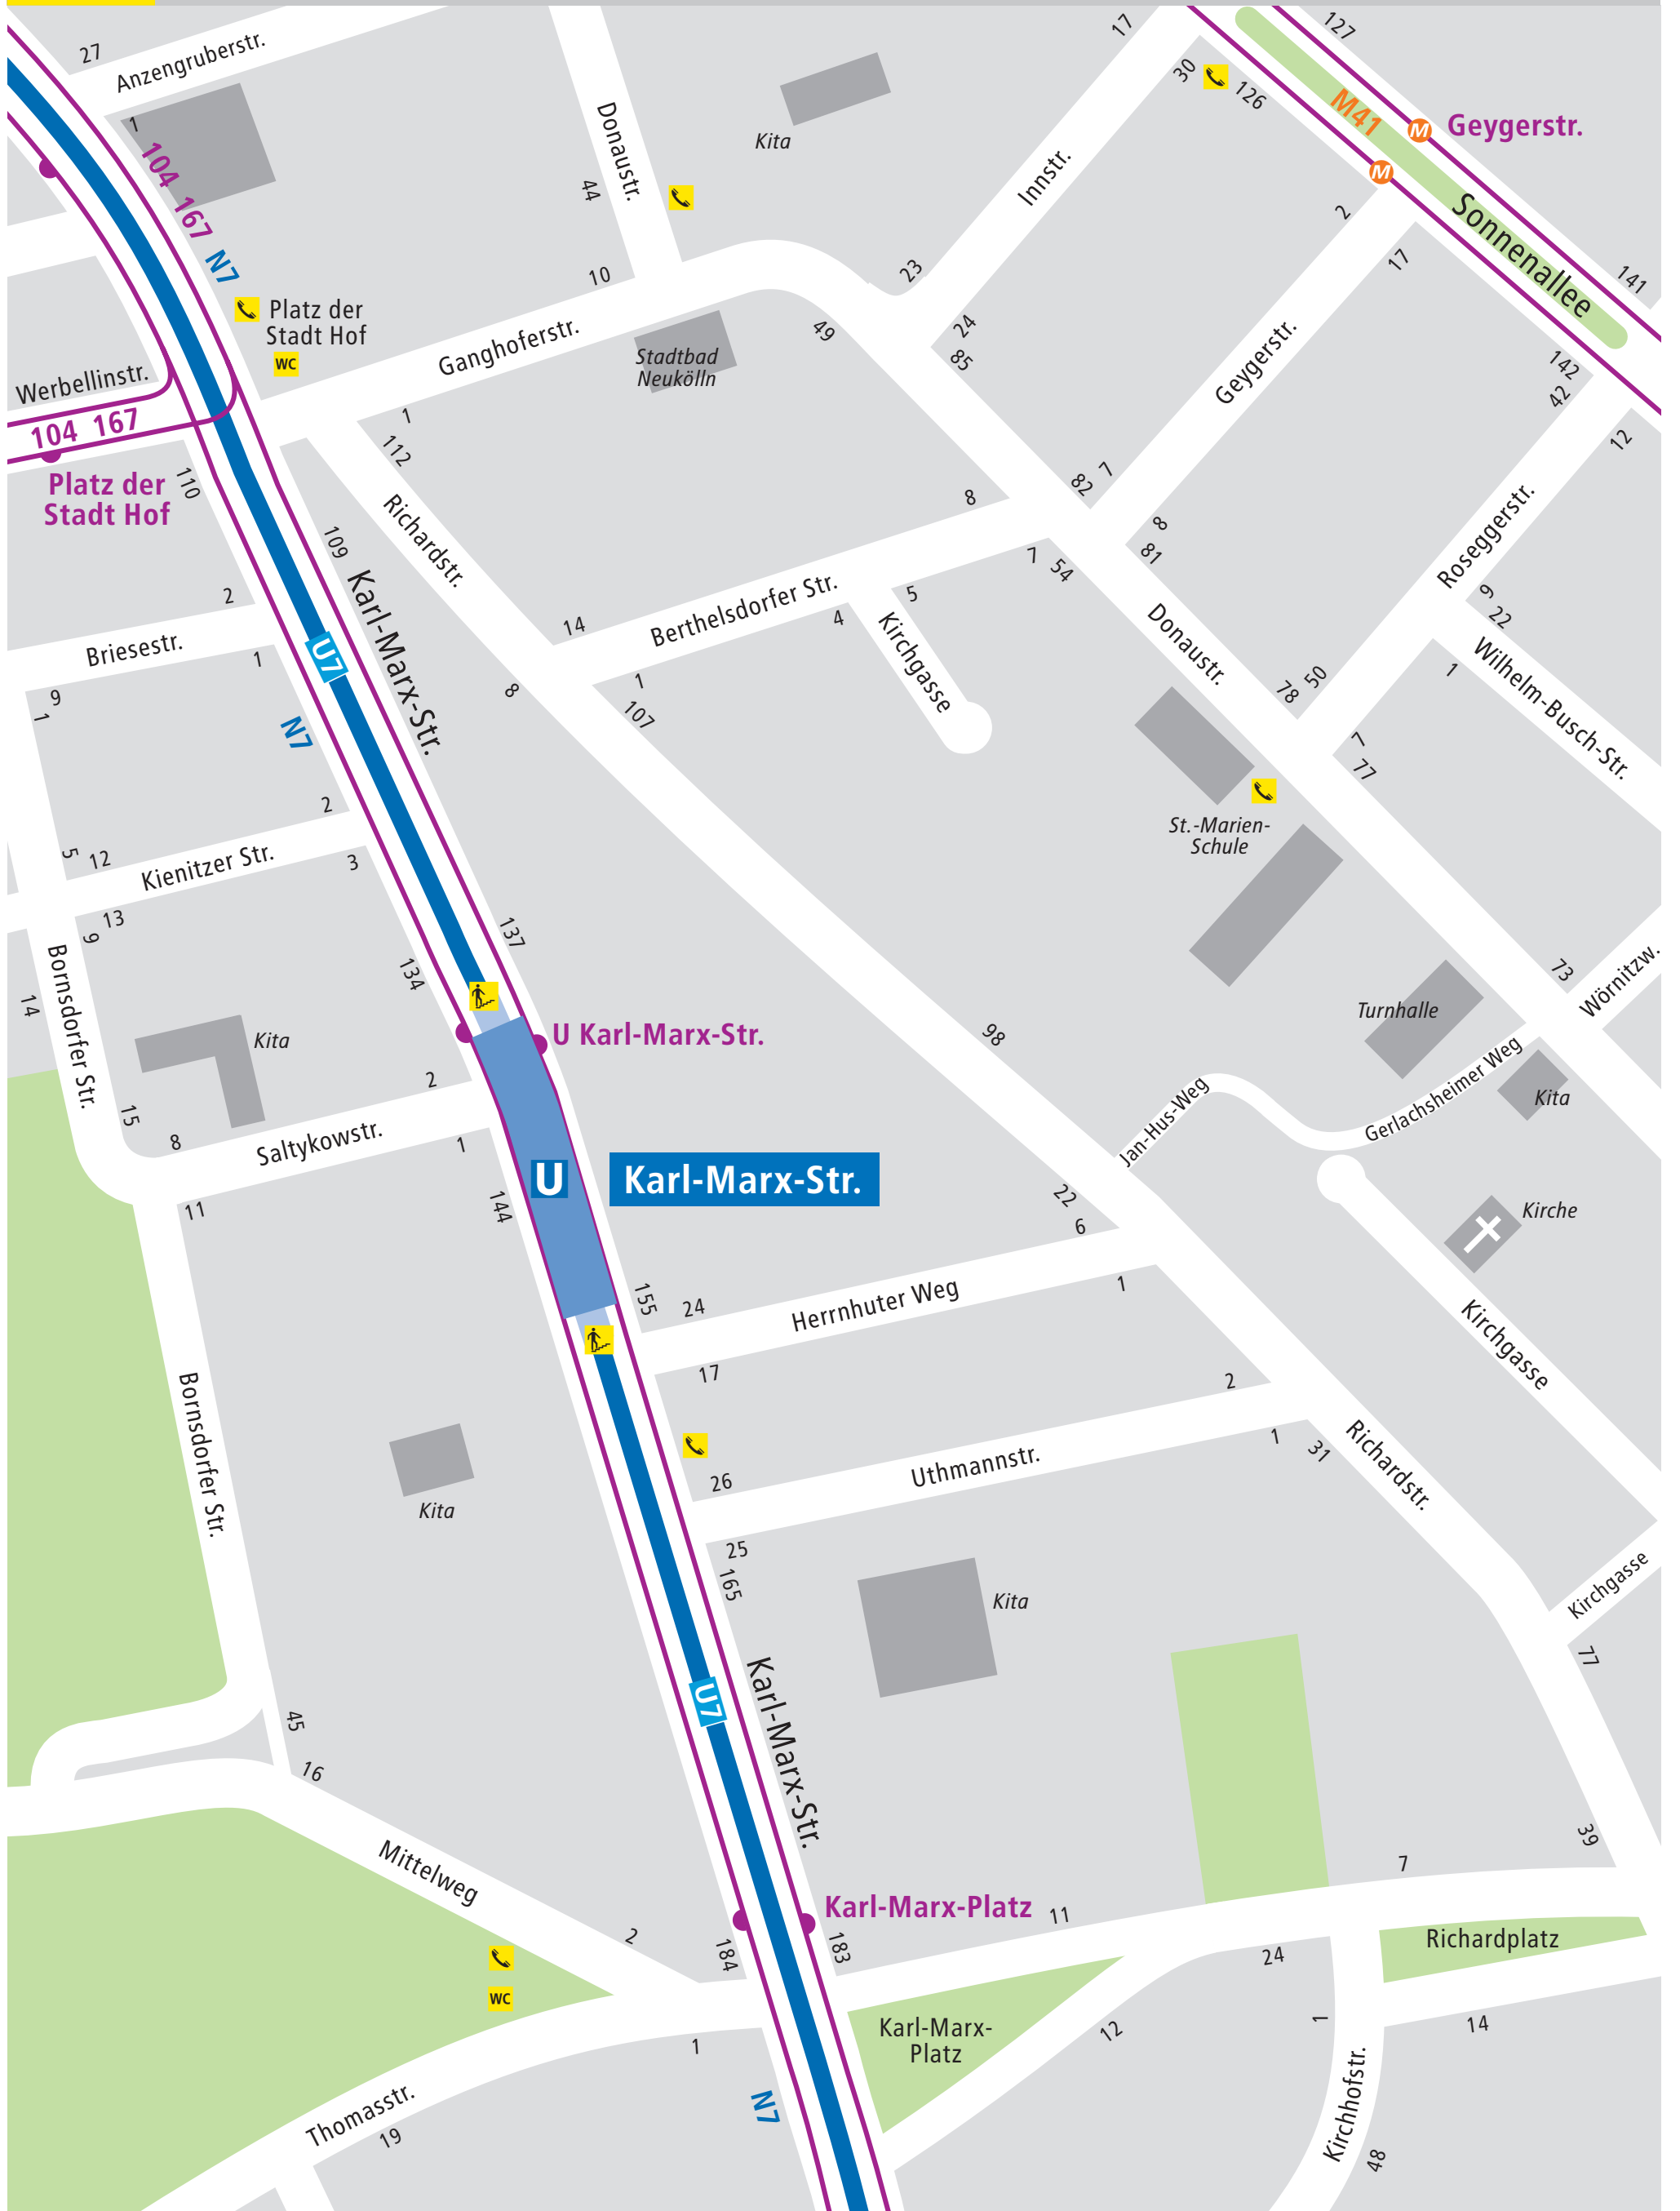 27
Anzengruberstr.
1
104 167 N7
Donaustr.
44
Kita
17
30
126
127
M41
M
M
Geygerstr.
Sonnenallee
141
142
Innstr.
2
17
Platz der
Stadt Hof
WC
10
23
24
85
49
Werbellinstr.
104 167
Platz der
Stadt Hof
110
Ganghoferstr.
1
112
Stadtbad
Neukölln
Geygerstr.
42
12
109
Karl-Marx-Str.
Richardstr.
8
82
7
8
81
Roseggerstr.
9
22
2
Briesestr.
1
U7
9
1
N7
14
Berthelsdorfer Str.
7
54
4
5
Kirchgasse
1
107
8
Donaustr.
78
50
1
Wilhelm-Busch-Str.
7
77
2
5
12
Kienitzer Str.
3
13
9
St.-Marien-
Schule
137
134
14
Bornsdorfer Str.
Kita
U Karl-Marx-Str.
98
Turnhalle
73
Wörnitzw.
Gerlachsheimer Weg
Kita
Jan-Hus-Weg
2
15
8
Saltykowstr.
1
U
Karl-Marx-Str.
11
144
22
6
Kirche
155
24
Herrnhuter Weg
1
17
Kirchgasse
Bornsdorfer Str.
2
Kita
26
Uthmannstr.
1
31
Richardstr.
25
165
Kita
Kirchgasse
77
U7
Karl-Marx-Str.
45
16
39
Mittelweg
7
Karl-Marx-Platz
11
2
184
183
24
Richardplatz
WC
1
Karl-Marx-
Platz
12
1
14
N7
Thomasstr.
19
Kirchhofstr.
48